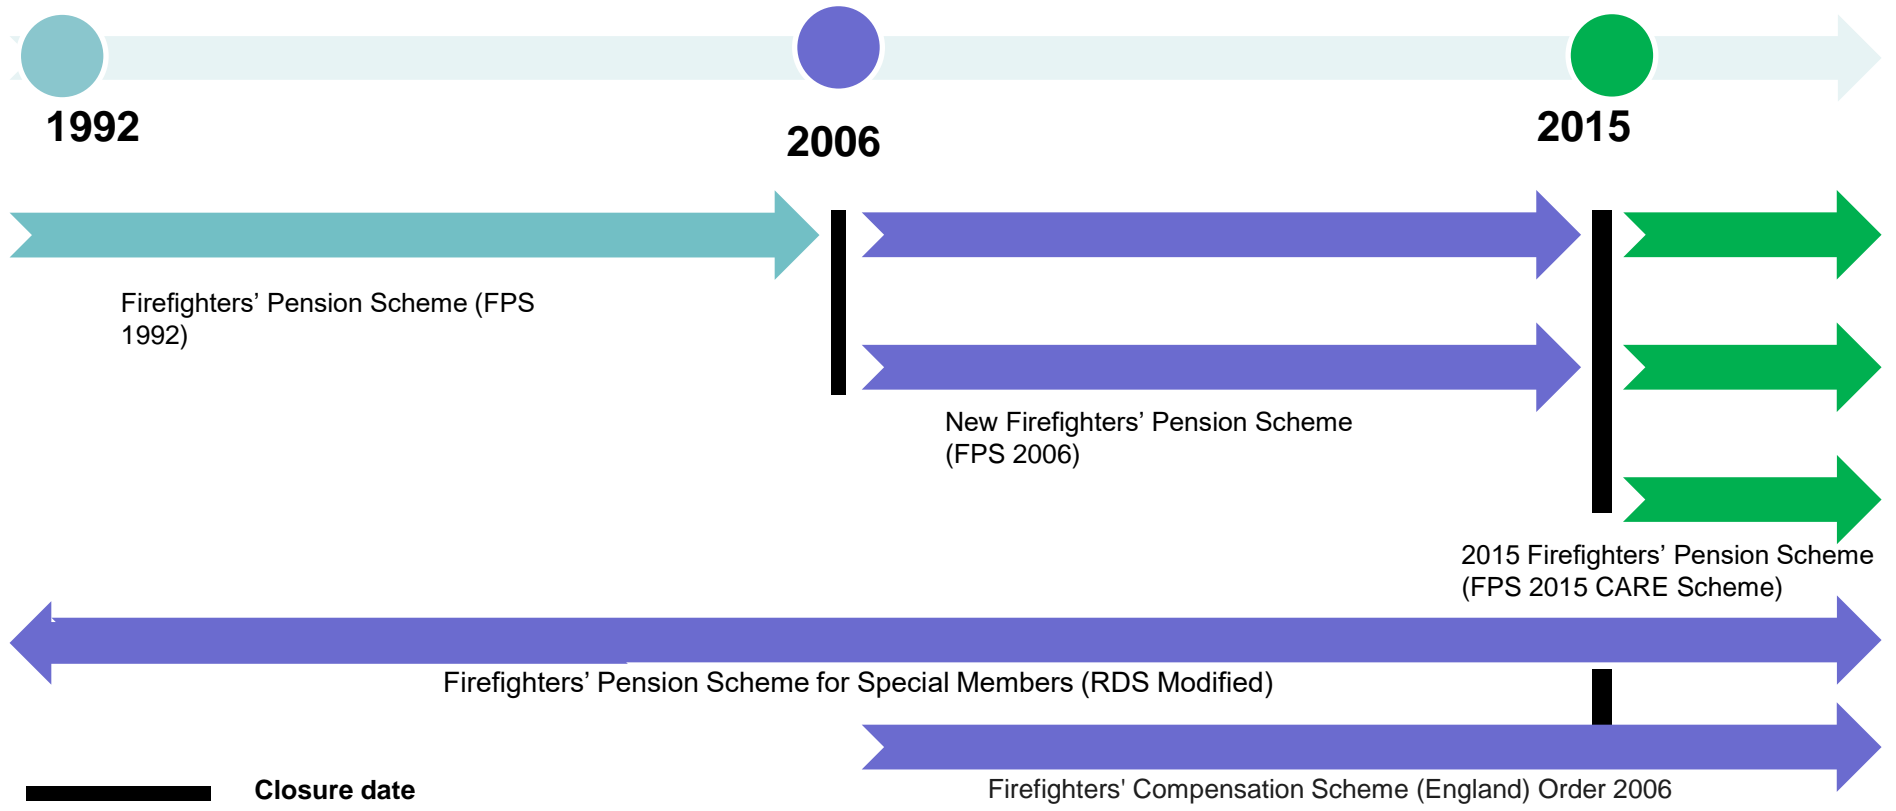 1992
2006
2015
Firefighters’ Pension Scheme (FPS
1992)
New Firefighters’ Pension Scheme
(FPS 2006)
2015 Firefighters’ Pension Scheme
(FPS 2015 CARE Scheme)
Firefighters’ Pension Scheme for Special Members (RDS Modified)
Closure date
Firefighters' Compensation Scheme (England) Order 2006